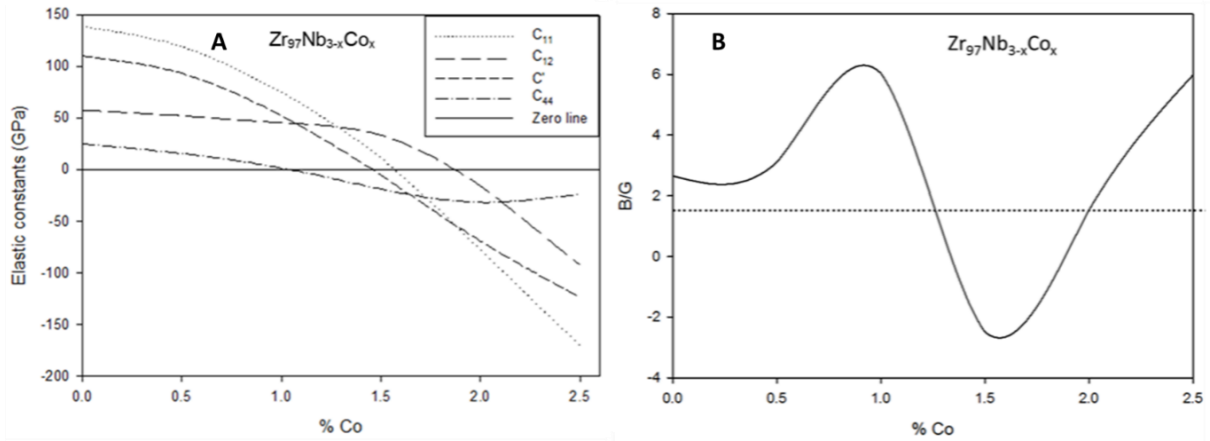 A
Zr₉₇Nb₃₋ₓCoₓ
C₁₁
C₁₂
C'
C₄₄
Zero line
Elastic constants (GPa)
150
100
50
0
-50
-100
-150
-200
0.0 0.5 1.0 1.5 2.0 2.5
% Co
B
Zr₉₇Nb₃₋ₓCoₓ
B/G
8
6
4
2
0
-2
-4
0.0 0.5 1.0 1.5 2.0 2.5
% Co